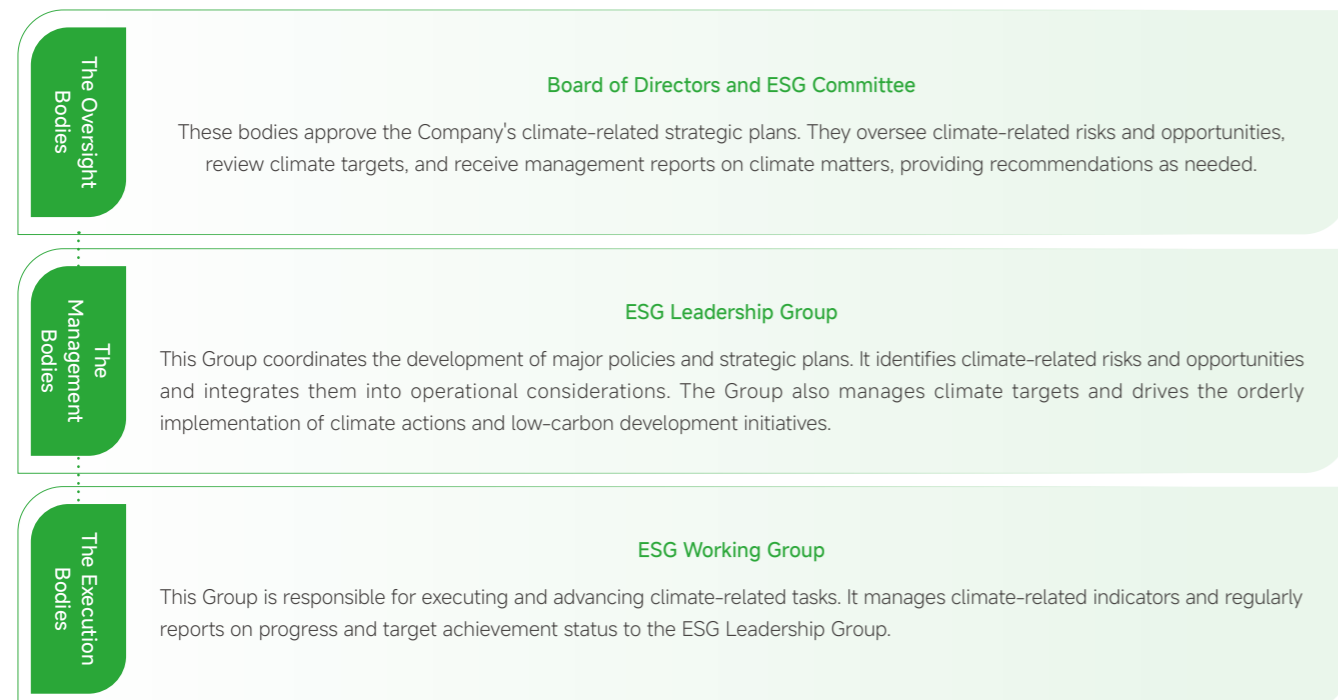 The Oversight
Bodies
Board of Directors and ESG Committee
These bodies approve the Company's climate-related strategic plans. They oversee climate-related risks and opportunities,
review climate targets, and receive management reports on climate matters, providing recommendations as needed.
The
Management
Bodies
ESG Leadership Group
This Group coordinates the development of major policies and strategic plans. It identifies climate-related risks and opportunities
and integrates them into operational considerations. The Group also manages climate targets and drives the orderly
implementation of climate actions and low-carbon development initiatives.
The Execution
Bodies
ESG Working Group
This Group is responsible for executing and advancing climate-related tasks. It manages climate-related indicators and regularly
reports on progress and target achievement status to the ESG Leadership Group.